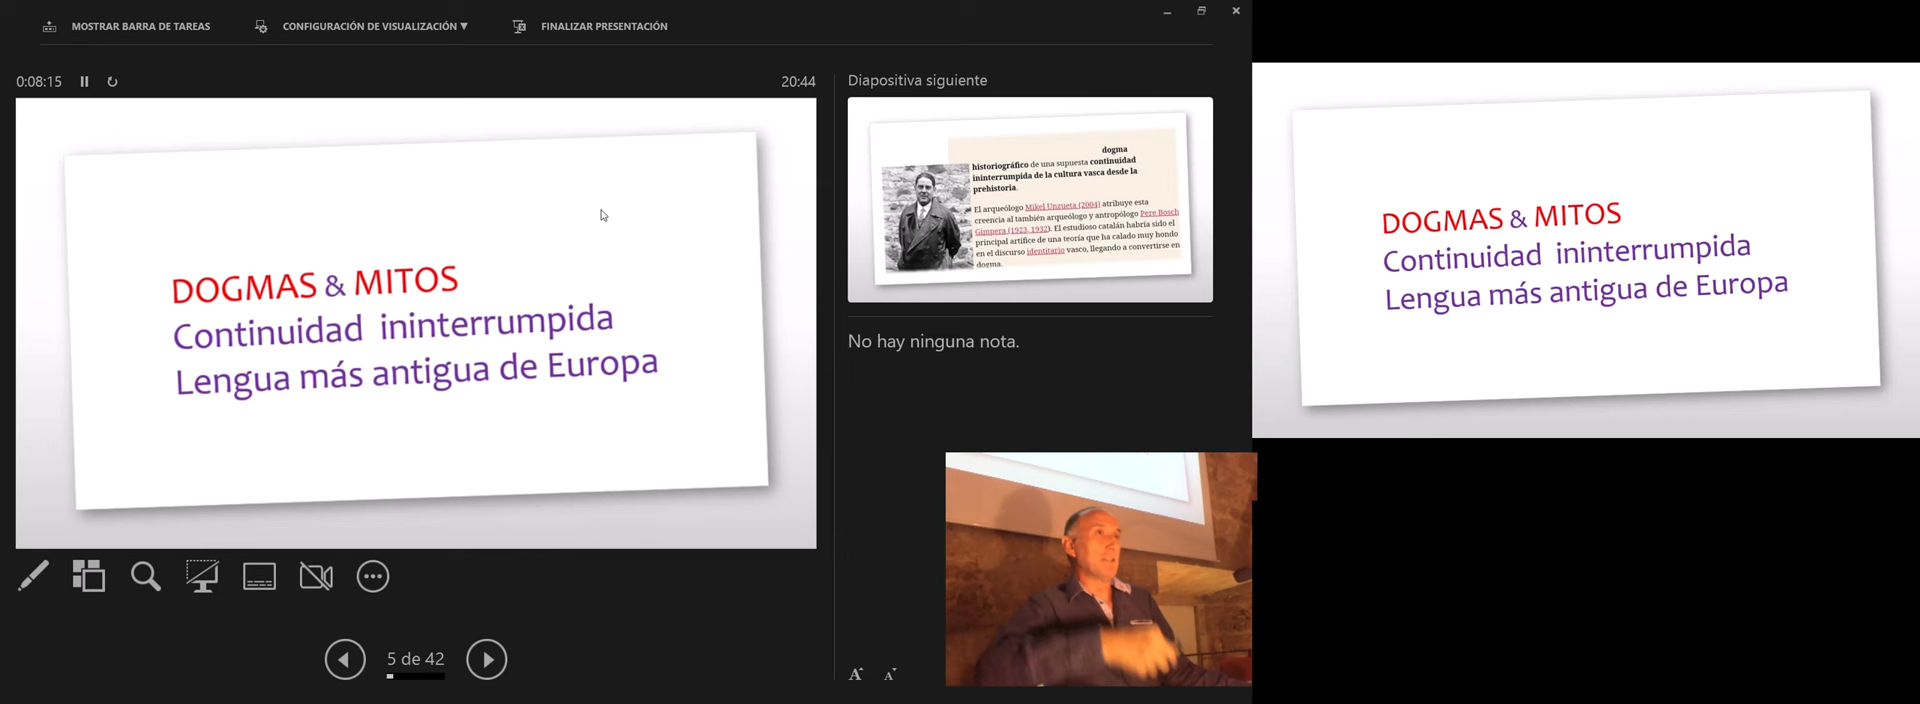 MOSTRAR BARRA DE TAREAS
CONFIGURACIÓN DE VISUALIZACIÓN ▼
FINALIZAR PRESENTACIÓN
0:08:15
20:44
DOGMAS & MITOS
Continuidad ininterrumpida
Lengua más antigua de Europa
5 de 42
Diapositiva siguiente
dogma
historiográfico de una supuesta continuidad
ininterrumpida de la cultura vasca desde la
prehistoria.
El arqueólogo Mikel Unzueta (2004) atribuye esta
creencia al también arqueólogo y antropólogo Pere Bosch
Gimpera (1923, 1932). El estudioso catalán habría sido el
principal artífice de una teoría que ha calado muy hondo
en el discurso identitario vasco, llegando a convertirse en
dogma.
No hay ninguna nota.
A A
DOGMAS & MITOS
Continuidad ininterrumpida
Lengua más antigua de Europa